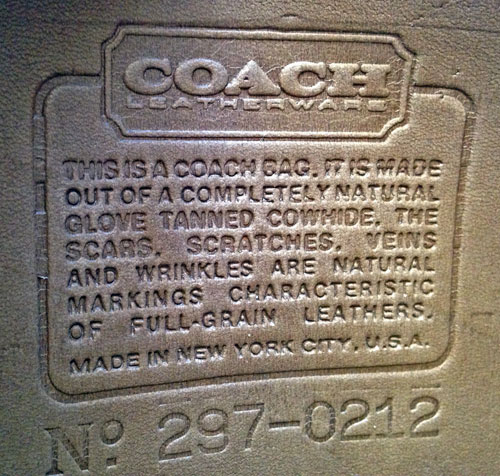 COACH
LEATHERWARE
THIS IS A COACH BAG. IT IS MADE
OUT OF A COMPLETELY NATURAL
GLOVE TANNED COWHIDE. THE
SCARS, SCRATCHES, VEINS
AND WRINKLES ARE NATURAL
MARKINGS CHARACTERISTIC
OF FULL-GRAIN LEATHERS.
MADE IN NEW YORK CITY, U.S.A.
Nº 297-0212